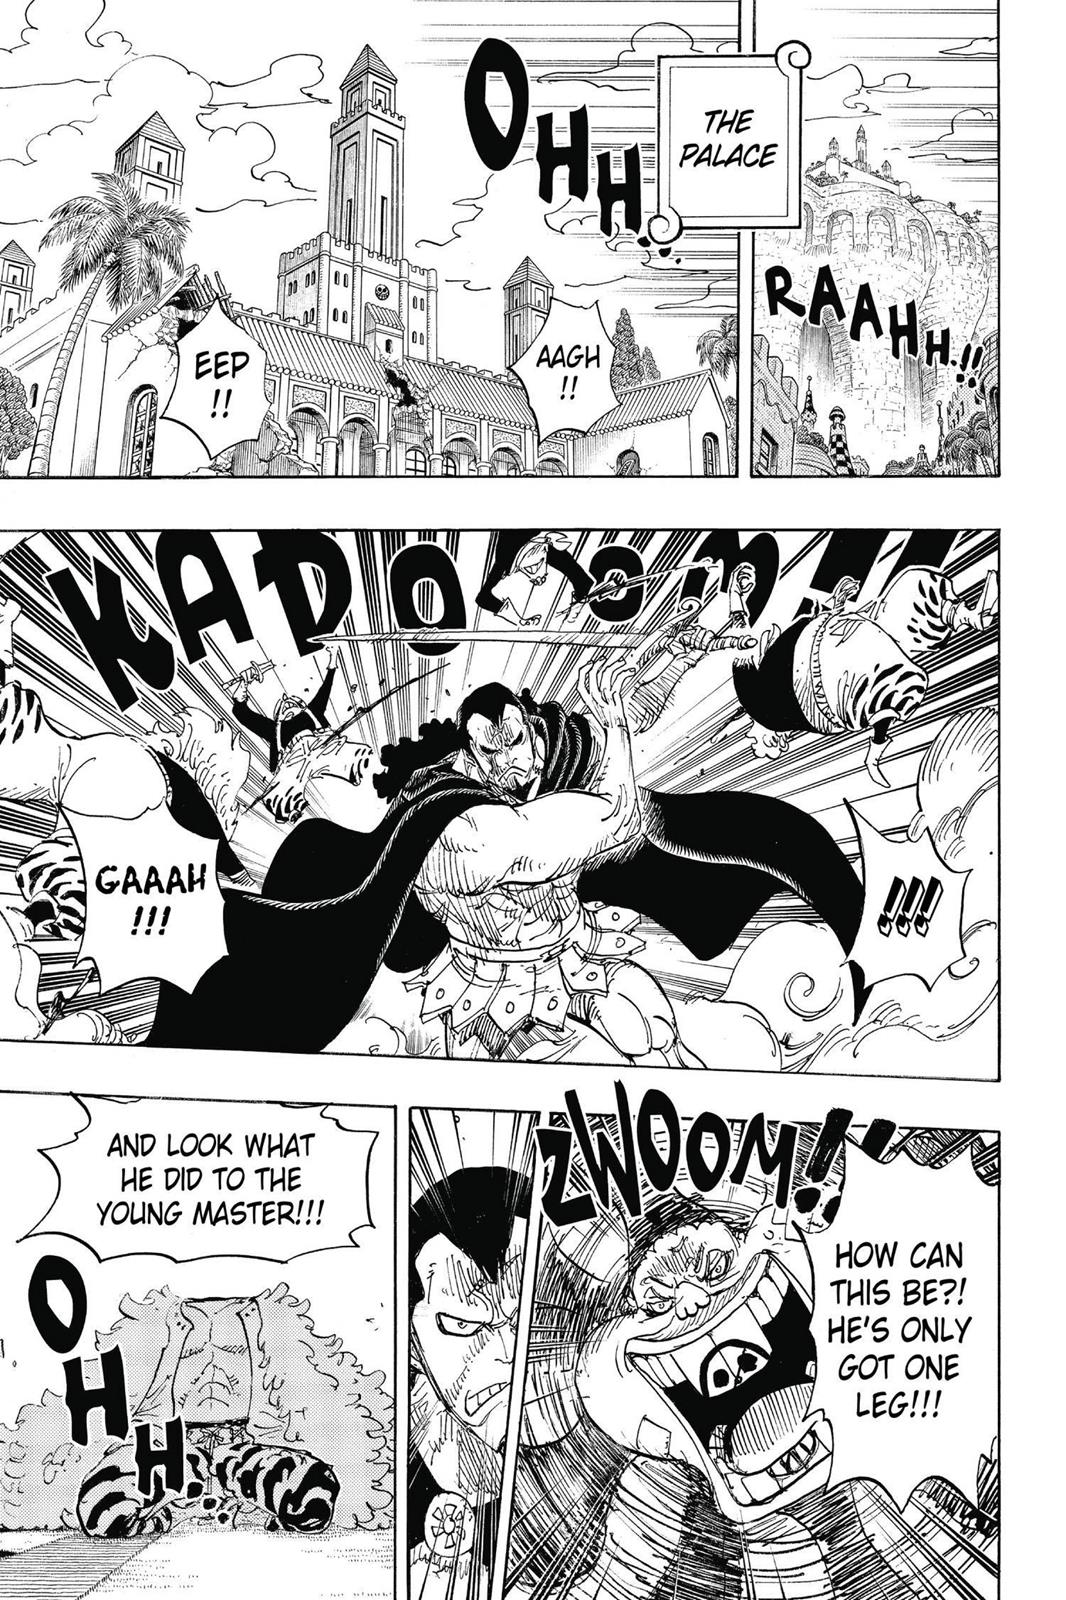 RAAHH..!!
THE
PALACE
OHH...
AAGH
!!
EEP
!!
KADOOOM!!
!!!
GAAAH
!!!
ZWOOM!!
HOW CAN
THIS BE?!
HE'S ONLY
GOT ONE
LEG!!!
AND LOOK WHAT
HE DID TO THE
YOUNG MASTER!!!
OHH.